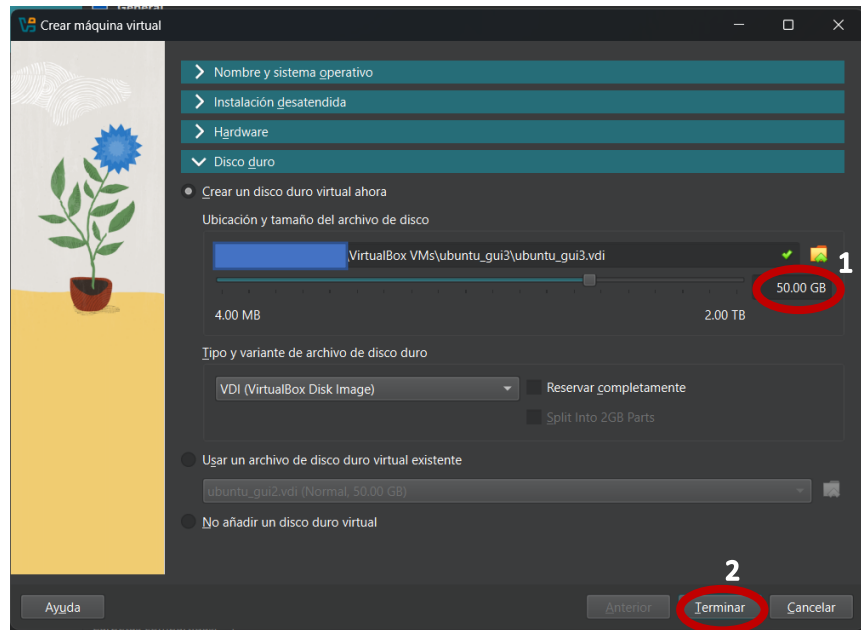 General
Crear máquina virtual
Nombre y sistema operativo
Instalación desatendida
Hardware
Disco duro
Crear un disco duro virtual ahora
Ubicación y tamaño del archivo de disco
VirtualBox VMs\ubuntu_gui3\ubuntu_gui3.vdi
1
50.00 GB
4.00 MB 2.00 TB
Tipo y variante de archivo de disco duro
VDI (VirtualBox Disk Image) Reservar completamente
Split Into 2GB Parts
Usar un archivo de disco duro virtual existente
ubuntu_gui2.vdi (Normal, 50.00 GB)
No añadir un disco duro virtual
2
Ayuda Anterior Terminar Cancelar